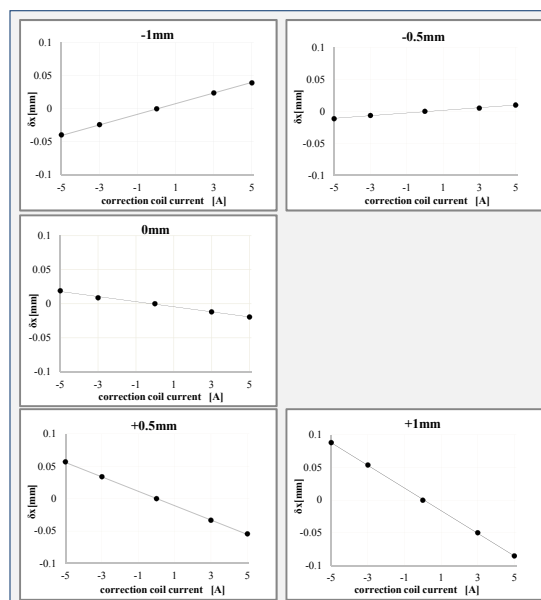 -1mm
0.1
0.05
0
-0.05
-0.1
-5 -3 -1 1 3 5
correction coil current [A]
δx[mm]
-0.5mm
0.1
0.05
0
-0.05
-0.1
-5 -3 -1 1 3 5
correction coil current [A]
δx[mm]
0mm
0.1
0.05
0
-0.05
-0.1
-5 -3 -1 1 3 5
correction coil current [A]
δx[mm]
+0.5mm
0.1
0.05
0
-0.05
-0.1
-5 -3 -1 1 3 5
correction coil current [A]
δx[mm]
+1mm
0.1
0.05
0
-0.05
-0.1
-5 -3 -1 1 3 5
correction coil current [A]
δx[mm]